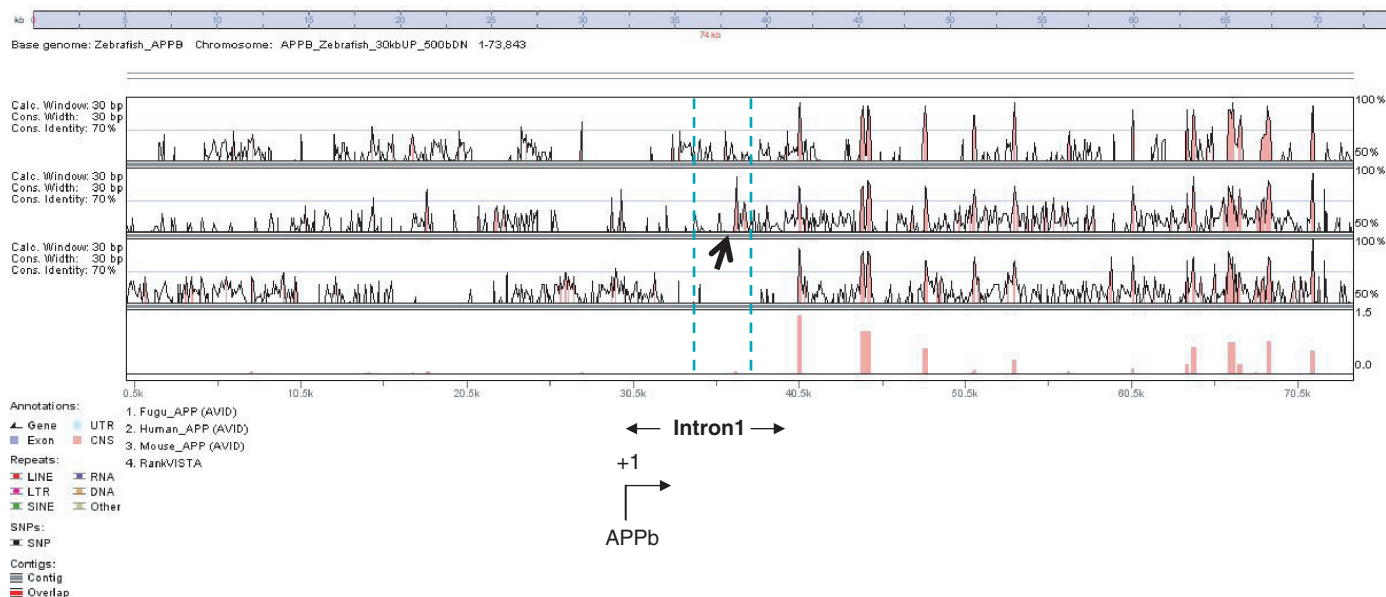 kb 0 5 10 15 20 25 30 35 40 45 50 55 60 65 70
74 kb
Base genome: Zebrafish_APPB Chromosome: APPB_Zebrafish_30kbUP_500bDN 1-73,843
Calc. Window: 30 bp
Cons. Width: 30 bp
Cons. Identity: 70%
100%
50%
Calc. Window: 30 bp
Cons. Width: 30 bp
Cons. Identity: 70%
100%
50%
Calc. Window: 30 bp
Cons. Width: 30 bp
Cons. Identity: 70%
100%
50%
1.5
0.0
0.5k 10.5k 20.5k 30.5k 40.5k 50.5k 60.5k 70.5k
Annotations:
Gene UTR
Exon CNS
Repeats:
LINE RNA
LTR DNA
SINE Other
SNPs:
SNP
Contigs:
Contig
Overlap
1. Fugu_APP (AVID)
2. Human_APP (AVID)
3. Mouse_APP (AVID)
4. RankVISTA
Intron1
+1
APPb